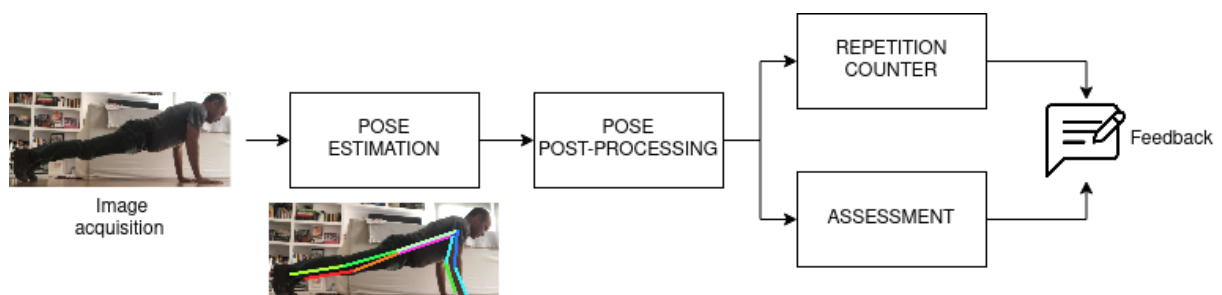 Image
acquisition
POSE
ESTIMATION
POSE
POST-PROCESSING
REPETITION
COUNTER
ASSESSMENT
Feedback